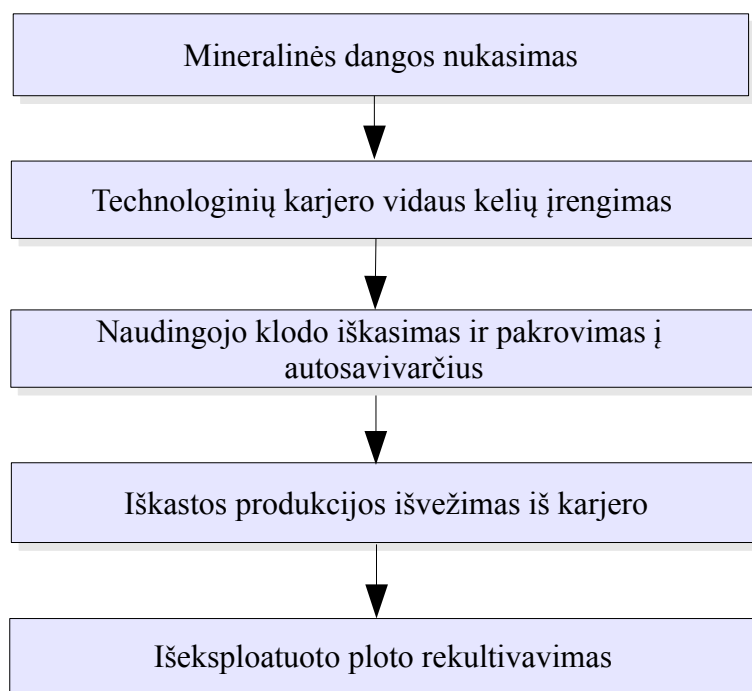 Mineralinės dangos nukasimas
Technologinių karjero vidaus kelių įrengimas
Naudingojo klodo iškasimas ir pakrovimas į
autosavivarčius
Iškastos produkcijos išvežimas iš karjero
Išeksploatuoto ploto rekultivavimas